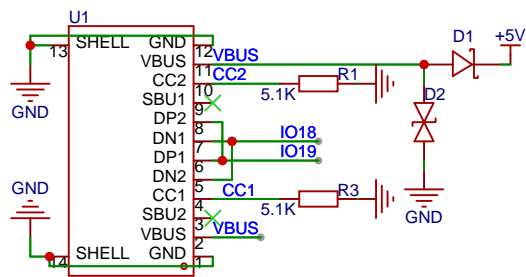 U1
D1
+5V
SHELL
13
GND
12
VBUS
VBUS
11
CC2
CC2
10
SBU1
9
DP2
8
DN1
IO18
7
DP1
IO19
6
DN2
5
CC1
CC1
4
SBU2
3
VBUS
VBUS
2
SHELL
14
GND
1
R1
5.1K
D2
GND
GND
R3
5.1K
GND